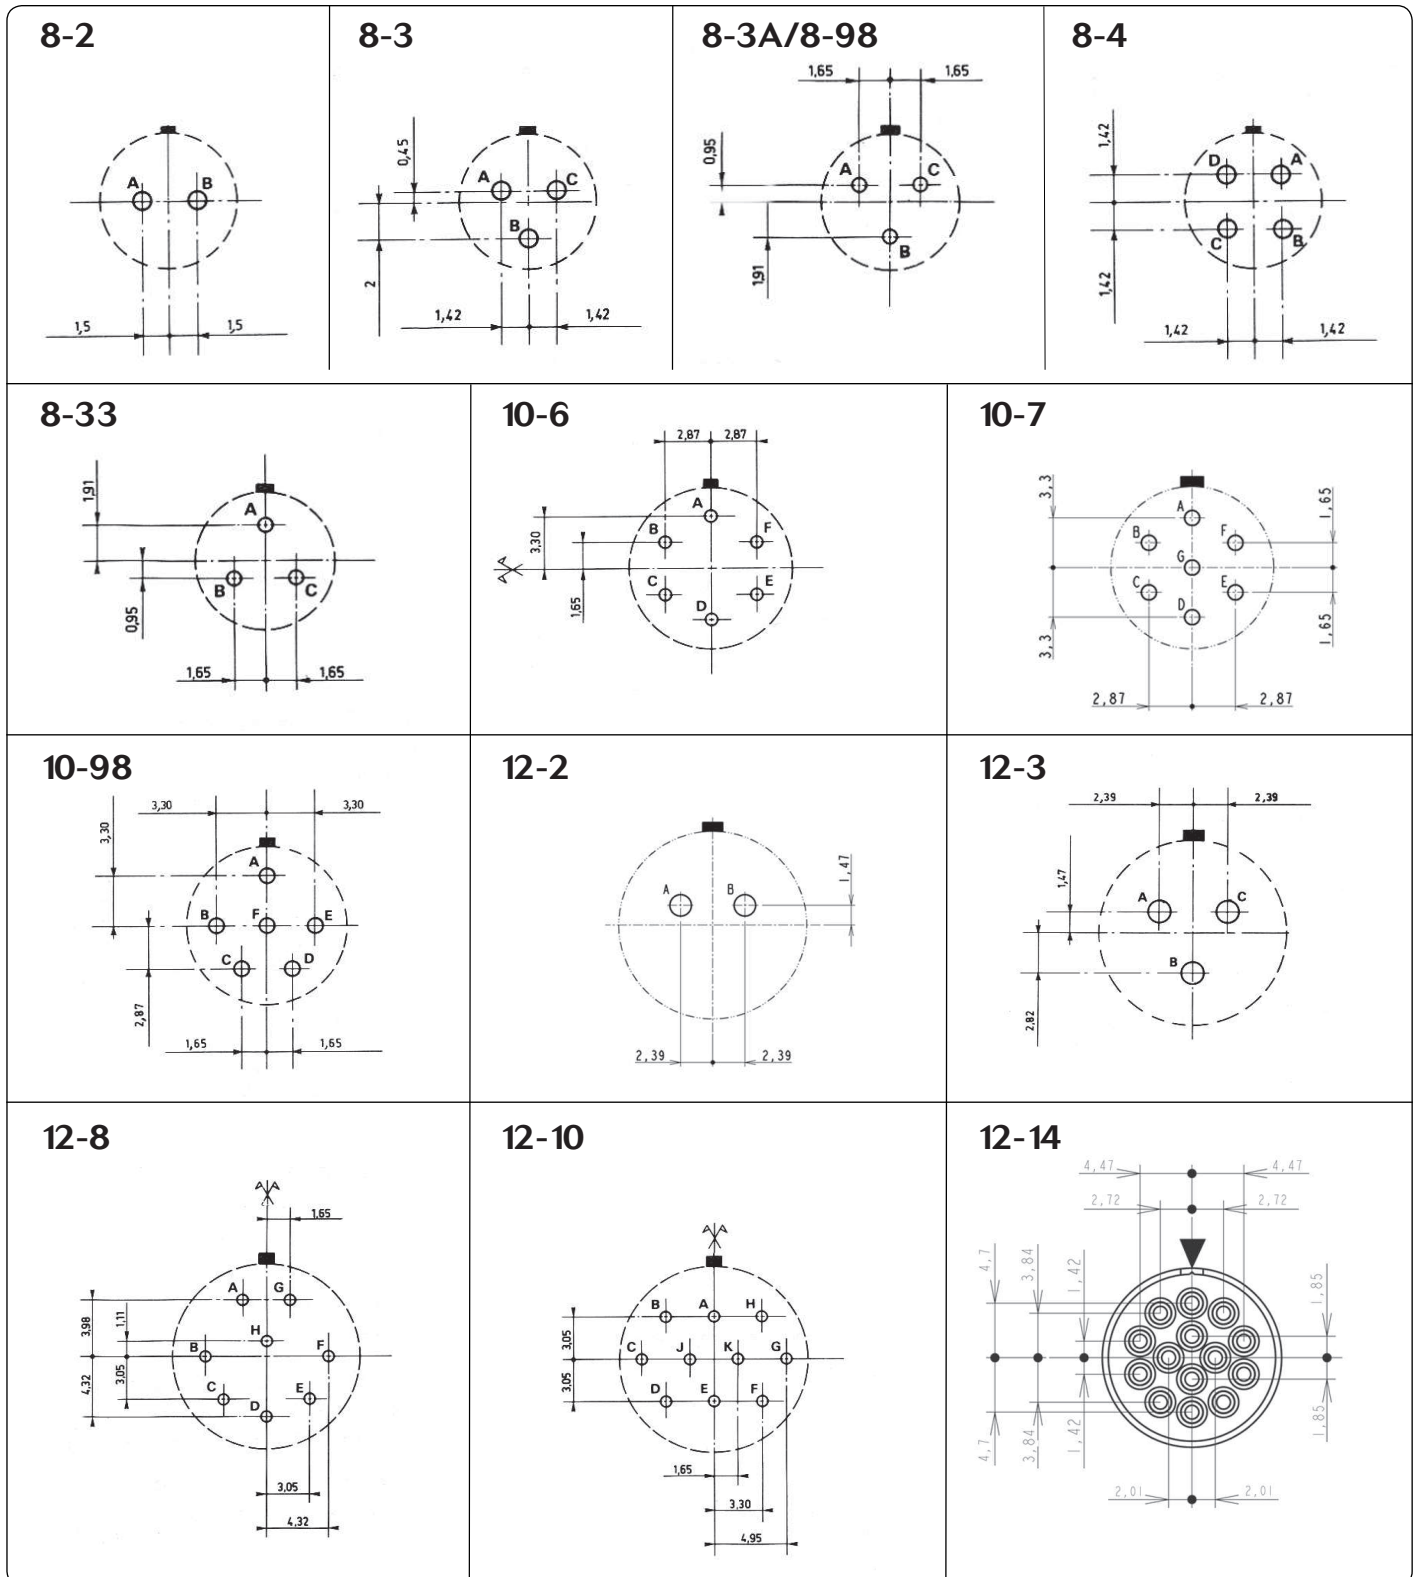 8-2
A
B
1,5
1,5
8-3
0,45
A
C
B
2
1,42
1,42
8-3A/8-98
1,65
1,65
0,95
A
C
B
1,91
8-4
1,42
D
A
C
B
1,42
1,42
1,42
8-33
1,91
A
B
C
0,95
1,65
1,65
10-6
2,87
2,87
A
3,30
B
F
C
E
1,65
D
10-7
3,3
A
1,65
B
F
G
C
E
D
3,3
1,65
2,87
2,87
10-98
3,30
3,30
3,30
A
B
F
E
C
D
2,87
1,65
1,65
12-2
A
B
1,47
2,39
2,39
12-3
2,39
2,39
1,47
A
C
B
2,82
12-8
1,65
A
G
3,98
1,11
H
B
F
4,32
3,05
C
E
D
3,05
4,32
12-10
B
A
H
3,05
C
J
K
G
3,05
D
E
F
1,65
3,30
4,95
12-14
4,47
4,47
2,72
2,72
4,7
3,84
1,42
1,85
4,7
3,84
1,42
1,85
2,01
2,01